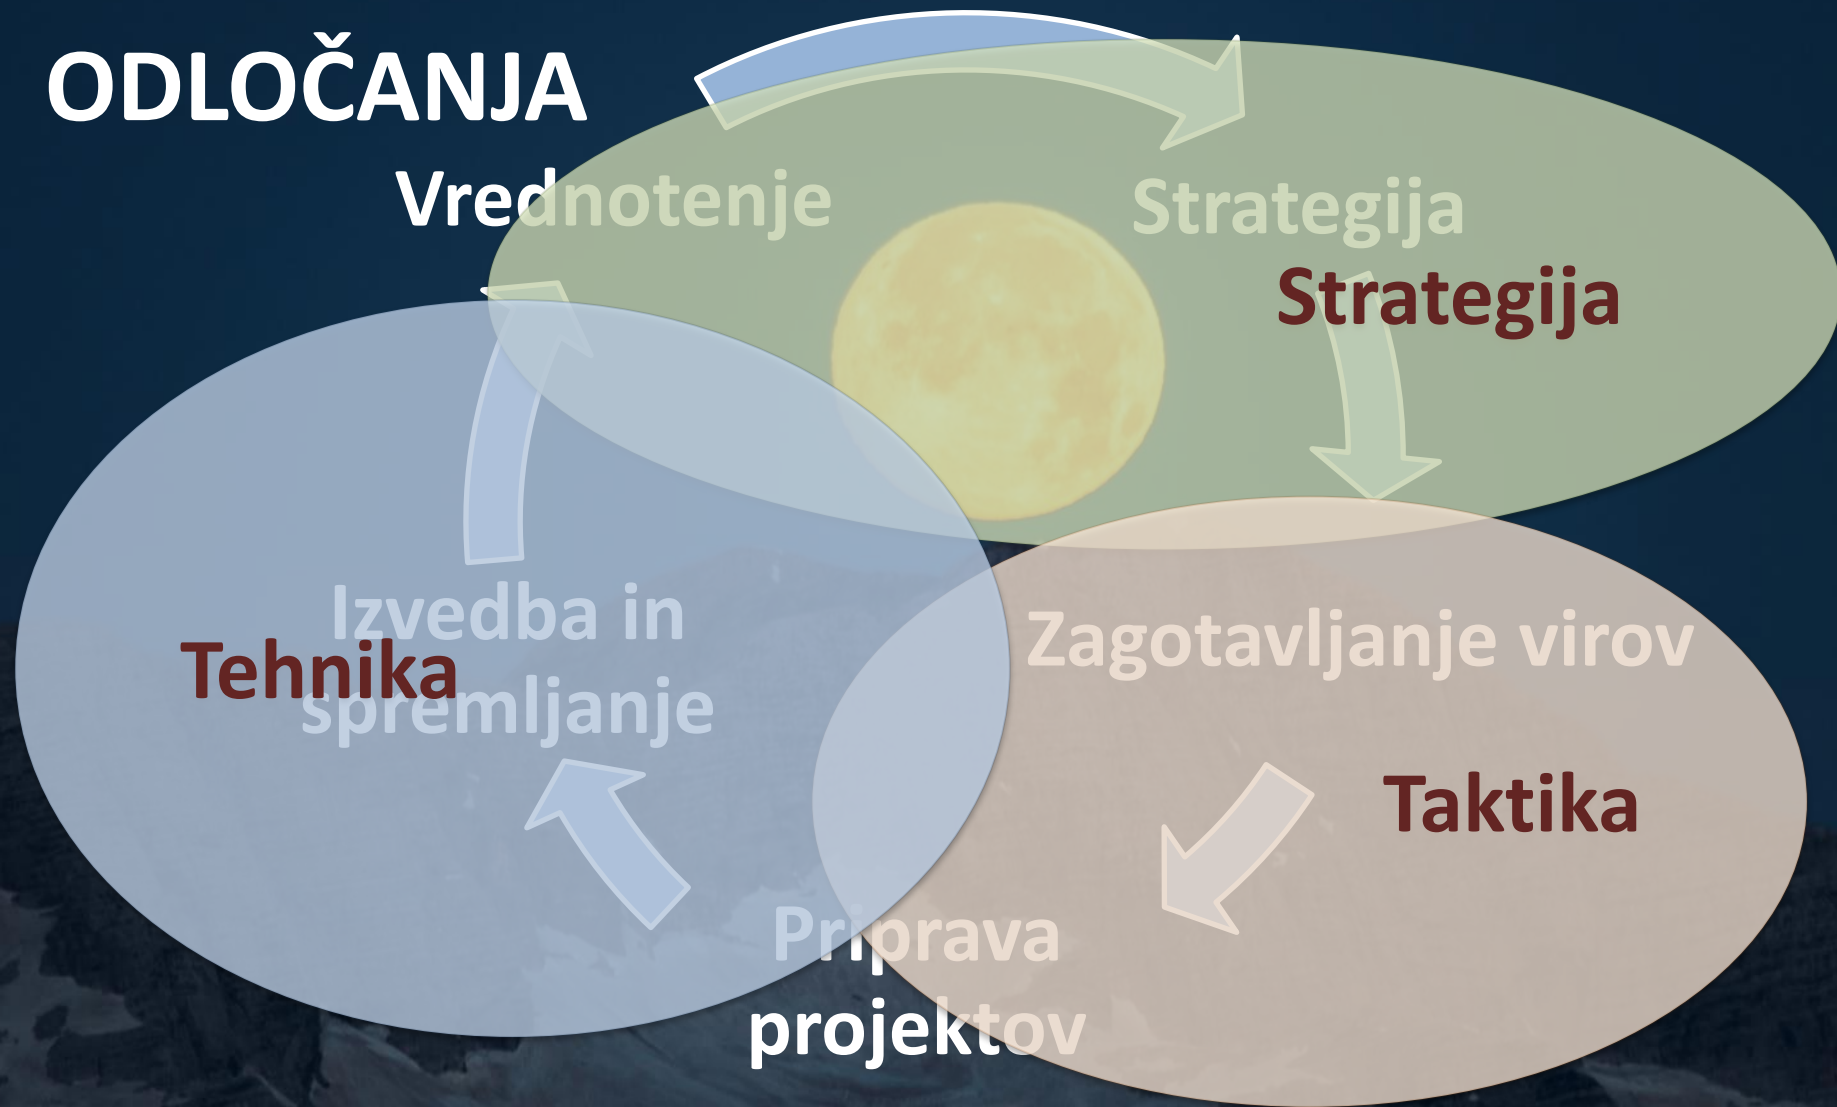 ODLOČANJA
Vrednotenje
Strategija
Strategija
Izvedba in
spremljanje
Tehnika
Zagotavljanje virov
Taktika
Priprava
projektov